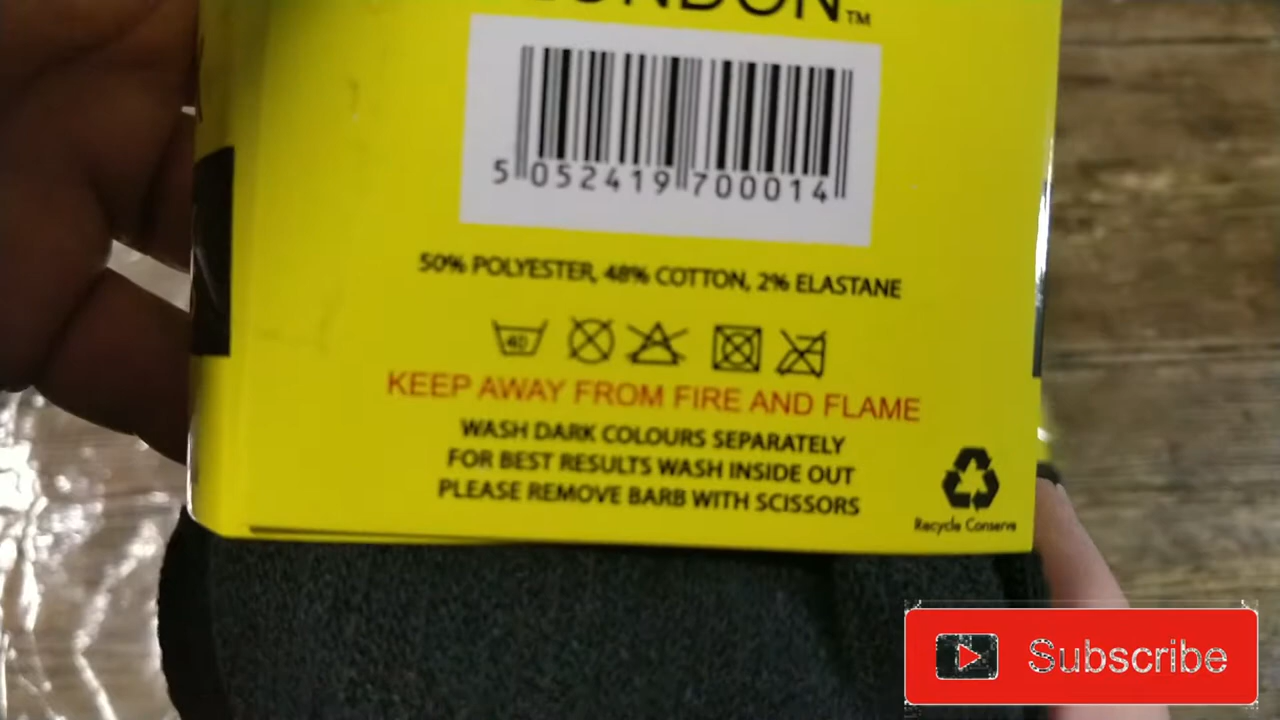 LONDON™
5 052419 700014
50% POLYESTER, 48% COTTON, 2% ELASTANE
40
KEEP AWAY FROM FIRE AND FLAME
WASH DARK COLOURS SEPARATELY
FOR BEST RESULTS WASH INSIDE OUT
PLEASE REMOVE BARB WITH SCISSORS
Recycle Conserve
Subscribe